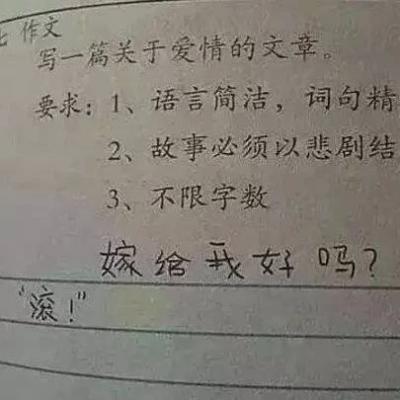 七 作文
写一篇关于爱情的文章。
要求：1、语言简洁，词句精
2、故事必须以悲剧结
3、不限字数
嫁给我好吗？
“滚！”